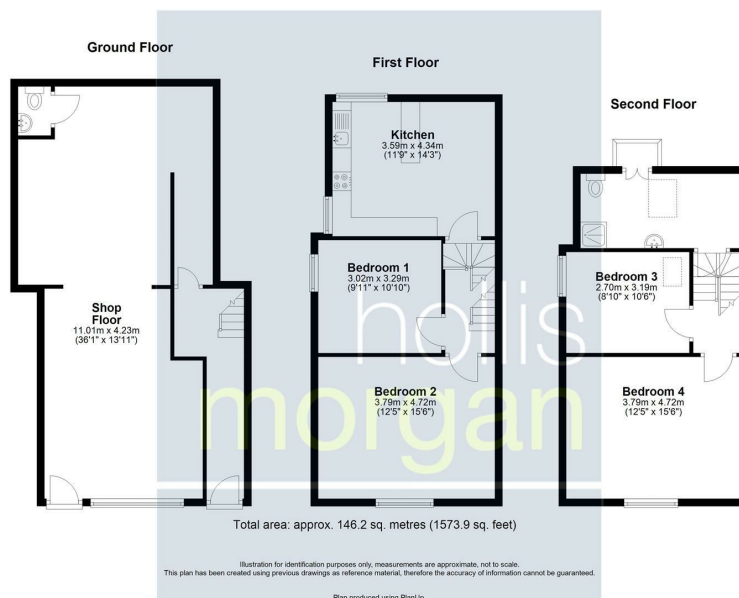 Ground Floor
Shop
Floor
11.01m x 4.23m
(36'1" x 13'11")
First Floor
Kitchen
3.59m x 4.34m
(11'9" x 14'3")
Bedroom 1
3.02m x 3.29m
(9'11" x 10'10")
Bedroom 2
3.79m x 4.72m
(12'5" x 15'6")
Second Floor
Bedroom 3
2.70m x 3.19m
(8'10" x 10'6")
Bedroom 4
3.79m x 4.72m
(12'5" x 15'6")
hollis
morgan
Total area: approx. 146.2 sq. metres (1573.9 sq. feet)
Illustration for identification purposes only, measurements are approximate, not to scale.
This plan has been created using previous drawings as reference material, therefore the accuracy of information cannot be guaranteed.
Plan produced using PlanUp.